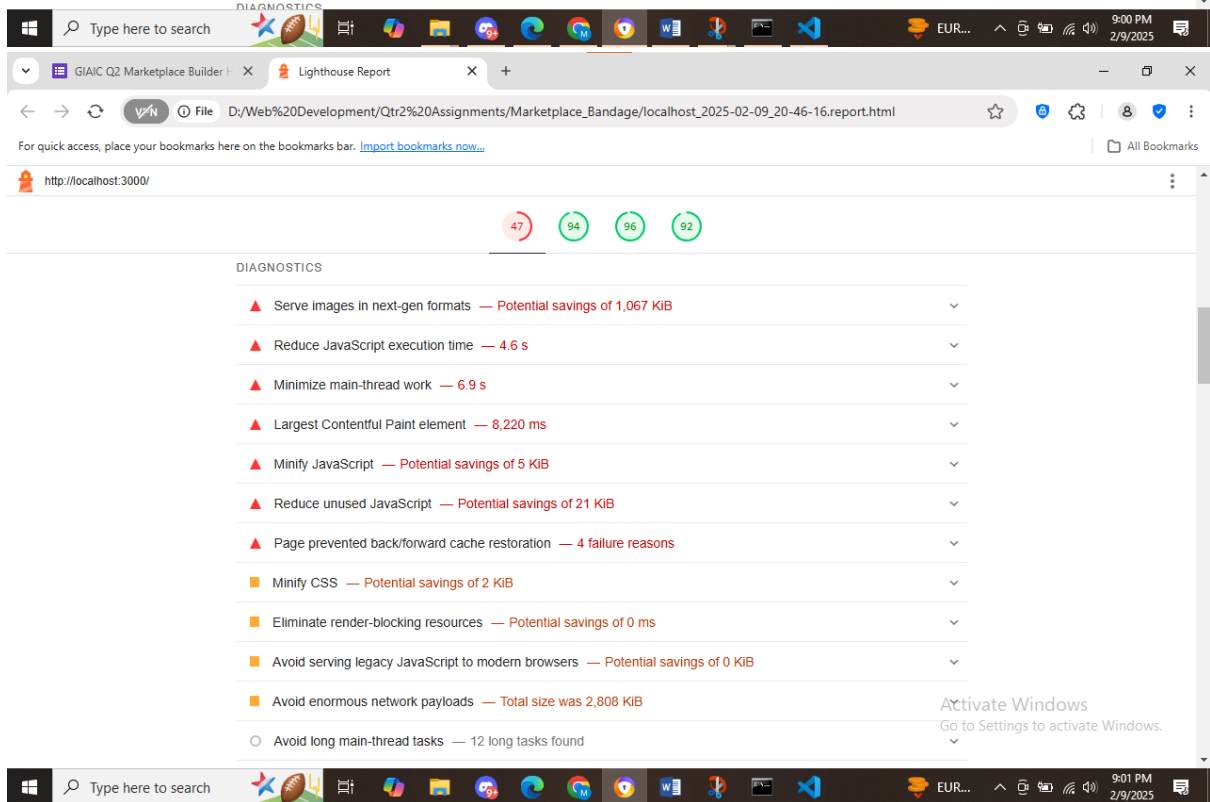 DIAGNOSTICS
Type here to search
EUR...
9:00 PM
2/9/2025
GIAIC Q2 Marketplace Builder H
Lighthouse Report
VPN
File
D:/Web%20Development/Qtr2%20Assignments/Marketplace_Bandage/localhost_2025-02-09_20-46-16.report.html
For quick access, place your bookmarks here on the bookmarks bar. Import bookmarks now...
All Bookmarks
http://localhost:3000/
47 94 96 92
DIAGNOSTICS
Serve images in next-gen formats — Potential savings of 1,067 KiB
Reduce JavaScript execution time — 4.6 s
Minimize main-thread work — 6.9 s
Largest Contentful Paint element — 8,220 ms
Minify JavaScript — Potential savings of 5 KiB
Reduce unused JavaScript — Potential savings of 21 KiB
Page prevented back/forward cache restoration — 4 failure reasons
Minify CSS — Potential savings of 2 KiB
Eliminate render-blocking resources — Potential savings of 0 ms
Avoid serving legacy JavaScript to modern browsers — Potential savings of 0 KiB
Avoid enormous network payloads — Total size was 2,808 KiB
Avoid long main-thread tasks — 12 long tasks found
Activate Windows
Go to Settings to activate Windows.
Type here to search
EUR...
9:01 PM
2/9/2025